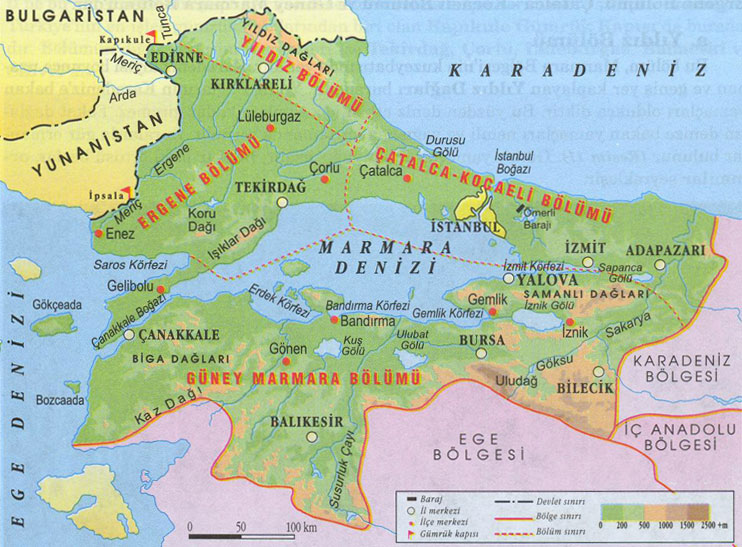 BULGARİSTAN
Kapıkule
Tunca
Meriç
EDİRNE
YILDIZ DAĞLARI
YILDIZ BÖLÜMÜ
KIRKLARELİ
KARADENİZ
Arda
YUNANİSTAN
Lüleburgaz
Ergene
ERGENE BÖLÜMÜ
Durusu
Gölü
İstanbul
Boğazı
Çorlu
Çatalca
ÇATALCA-KOCAELİ BÖLÜMÜ
İpsala
Meriç
TEKİRDAĞ
Ömerli
Barajı
Enez
Koru
Dağı
Işıklar Dağı
İSTANBUL
MARMARA
DENİZİ
İZMİT
ADAPAZARI
Saros Körfezi
İzmit Körfezi
Sapanca
Gölü
YALOVA
Gelibolu
SAMANLI DAĞLARI
Gökçeada
Çanakkale Boğazı
Erdek Körfezi
Bandırma Körfezi
Gemlik Körfezi
Gemlik
İznik Gölü
Bandırma
İznik
Sakarya
ÇANAKKALE
Kuş
Gölü
Ulubat
Gölü
BURSA
BİGA DAĞLARI
Gönen
Göksu
KARADENİZ
BÖLGESİ
GÜNEY MARMARA BÖLÜMÜ
Uludağ
BİLECİK
Bozcaada
Kaz Dağı
BALIKESİR
EGE
BÖLGESİ
İÇ ANADOLU
BÖLGESİ
EGE DENİZİ
Susurluk Çayı
0 50 100 km
Baraj
İl merkezi
İlçe merkezi
Gümrük kapısı
Devlet sınırı
Bölge sınırı
Bölüm sınırı
0 200 500 1000 1500 2500 +m